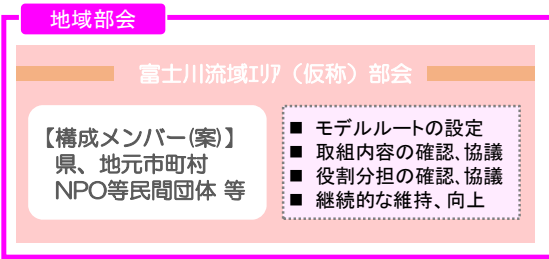 地域部会
富士川流域ｴﾘｱ（仮称）部会
【構成メンバー(案)】
県、地元市町村
NPO等民間団体 等
■ モデルルートの設定
■ 取組内容の確認､協議
■ 役割分担の確認､協議
■ 継続的な維持、向上